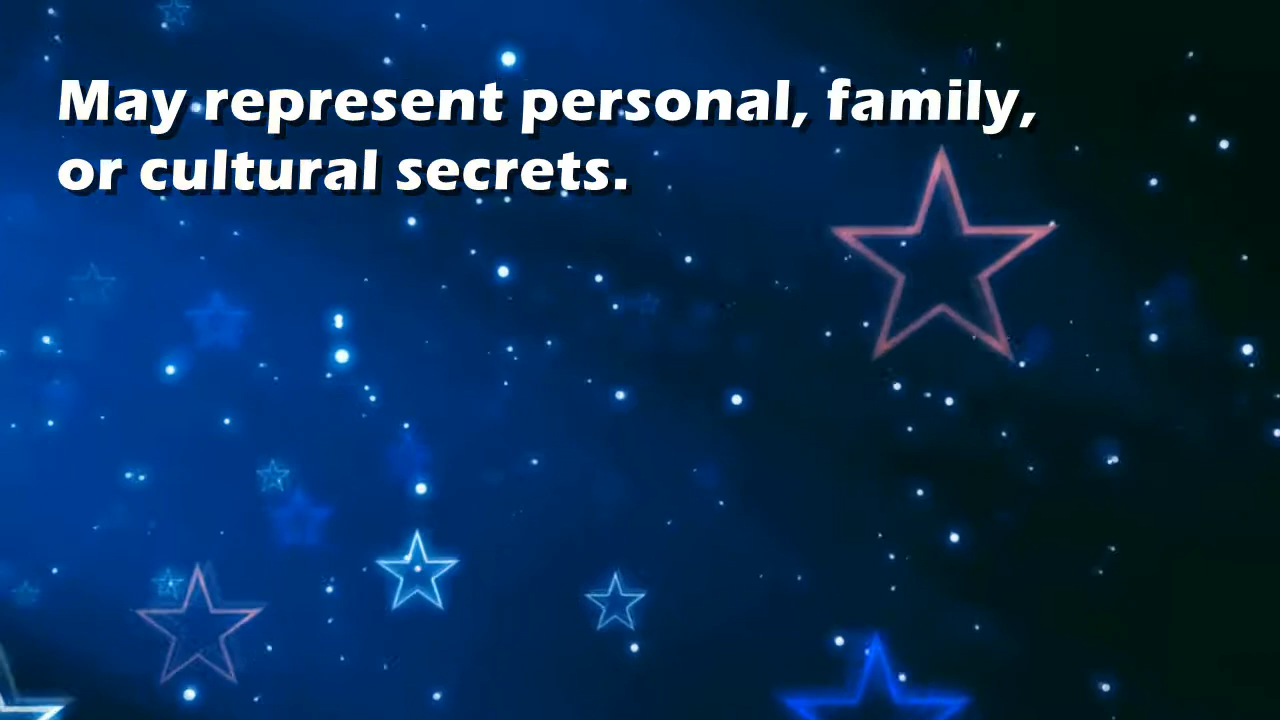 May represent personal, family,
or cultural secrets.